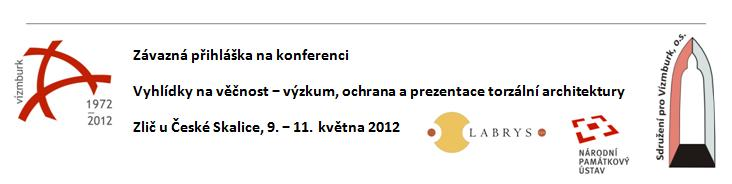 vizmburk
1972
2012
Závazná přihláška na konferenci
Vyhlídky na věčnost – výzkum, ochrana a prezentace torzální architektury
Zlič u České Skalice, 9. – 11. května 2012
LABRYS
NÁRODNÍ
PAMÁTKOVÝ
ÚSTAV
Sdružení pro Vízmburk, o.s.